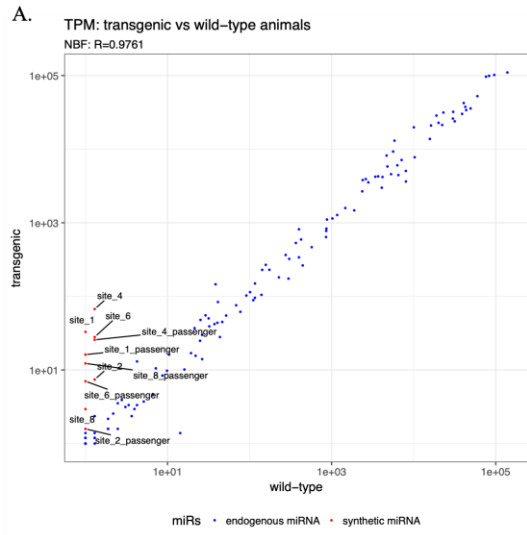 A.
TPM: transgenic vs wild-type animals
NBF: R=0.9761
1e+05
1e+03
1e+01
transgenic
site_4
site_1
site_6
site_4_passenger
site_1_passenger
site_2
site_8_passenger
site_6_passenger
site_8
site_2_passenger
1e+01
1e+03
1e+05
wild-type
miRs
endogenous miRNA
synthetic miRNA